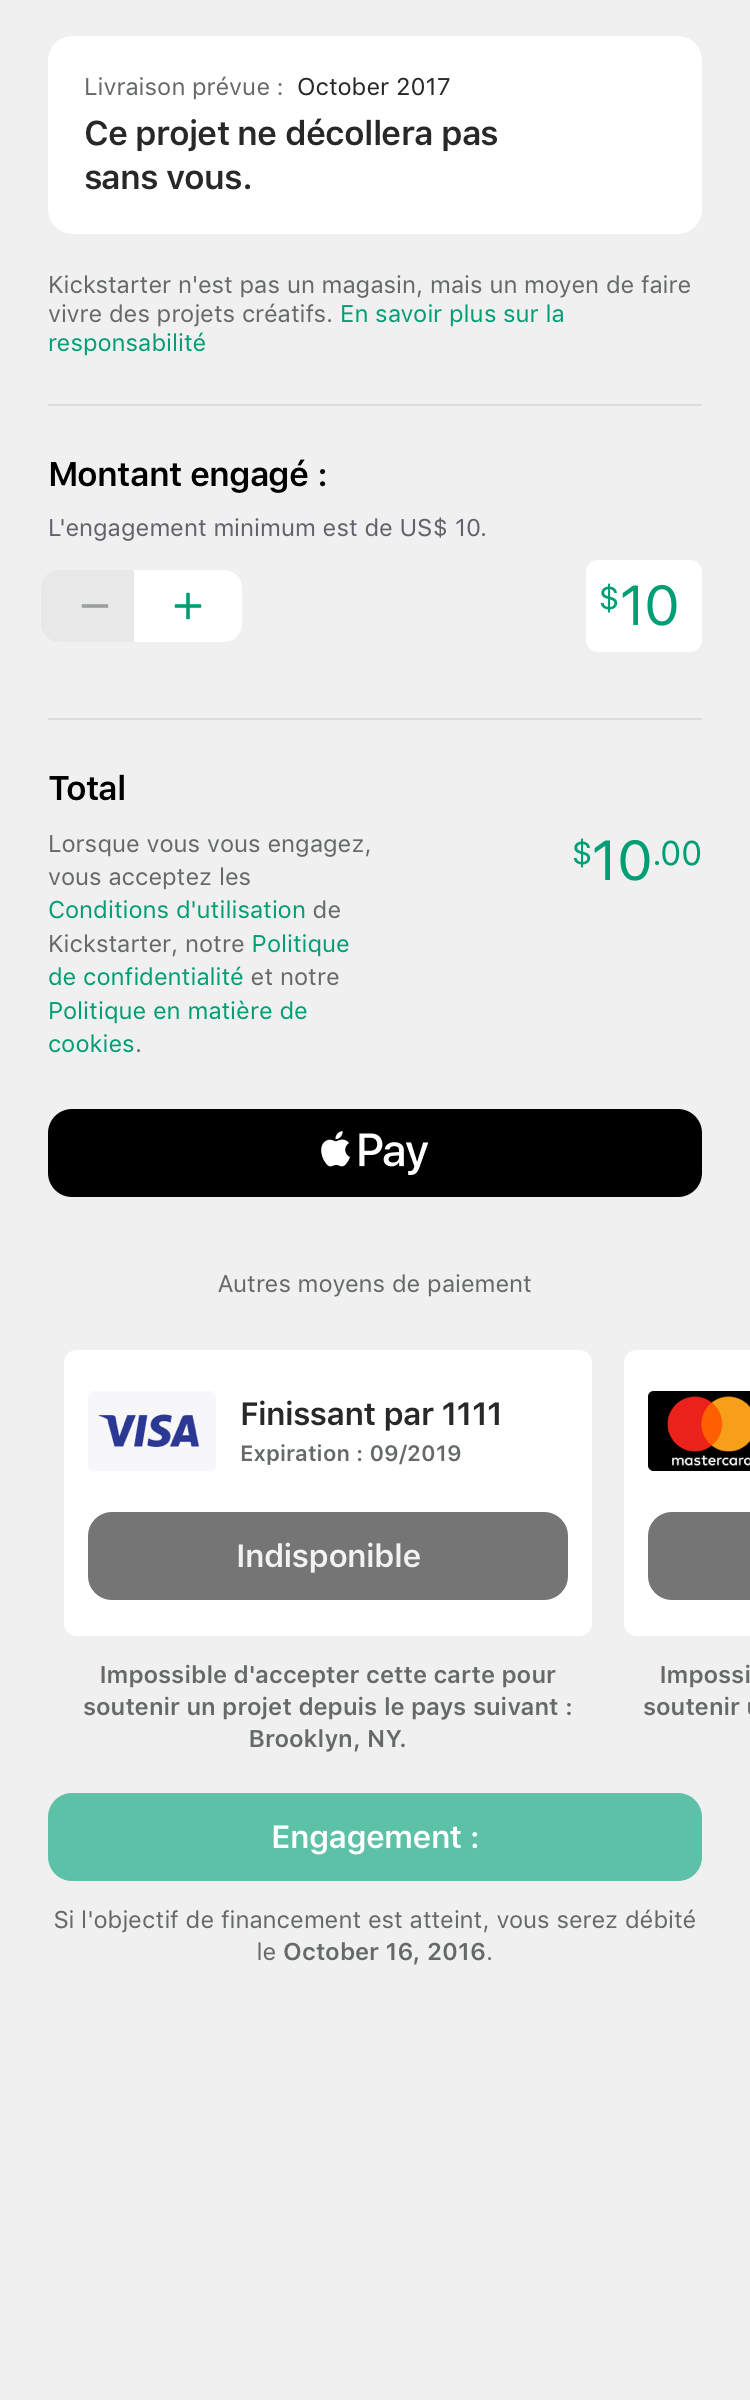 Livraison prévue : October 2017
Ce projet ne décollera pas
sans vous.
Kickstarter n'est pas un magasin, mais un moyen de faire
vivre des projets créatifs. En savoir plus sur la
responsabilité
Montant engagé :
L'engagement minimum est de US$ 10.
$10
Total
Lorsque vous vous engagez,
vous acceptez les
Conditions d'utilisation de
Kickstarter, notre Politique
de confidentialité et notre
Politique en matière de
cookies.
$10.00
Pay
Autres moyens de paiement
VISA
Finissant par 1111
Expiration : 09/2019
Indisponible
Impossible d'accepter cette carte pour
soutenir un projet depuis le pays suivant :
Brooklyn, NY.
mastercard
soutenir
Engagement :
Si l'objectif de financement est atteint, vous serez débité
le October 16, 2016.